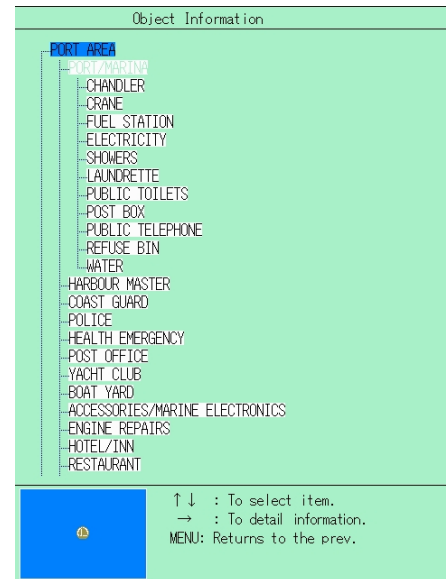 Object Information
PORT AREA
PORT/MARINA
CHANDLER
CRANE
FUEL STATION
ELECTRICITY
SHOWERS
LAUNDRETTE
PUBLIC TOILETS
POST BOX
PUBLIC TELEPHONE
REFUSE BIN
WATER
HARBOUR MASTER
COAST GUARD
POLICE
HEALTH EMERGENCY
POST OFFICE
YACHT CLUB
BOAT YARD
ACCESSORIES/MARINE ELECTRONICS
ENGINE REPAIRS
HOTEL/INN
RESTAURANT
↑↓ : To select item.
→ : To detail information.
MENU: Returns to the prev.